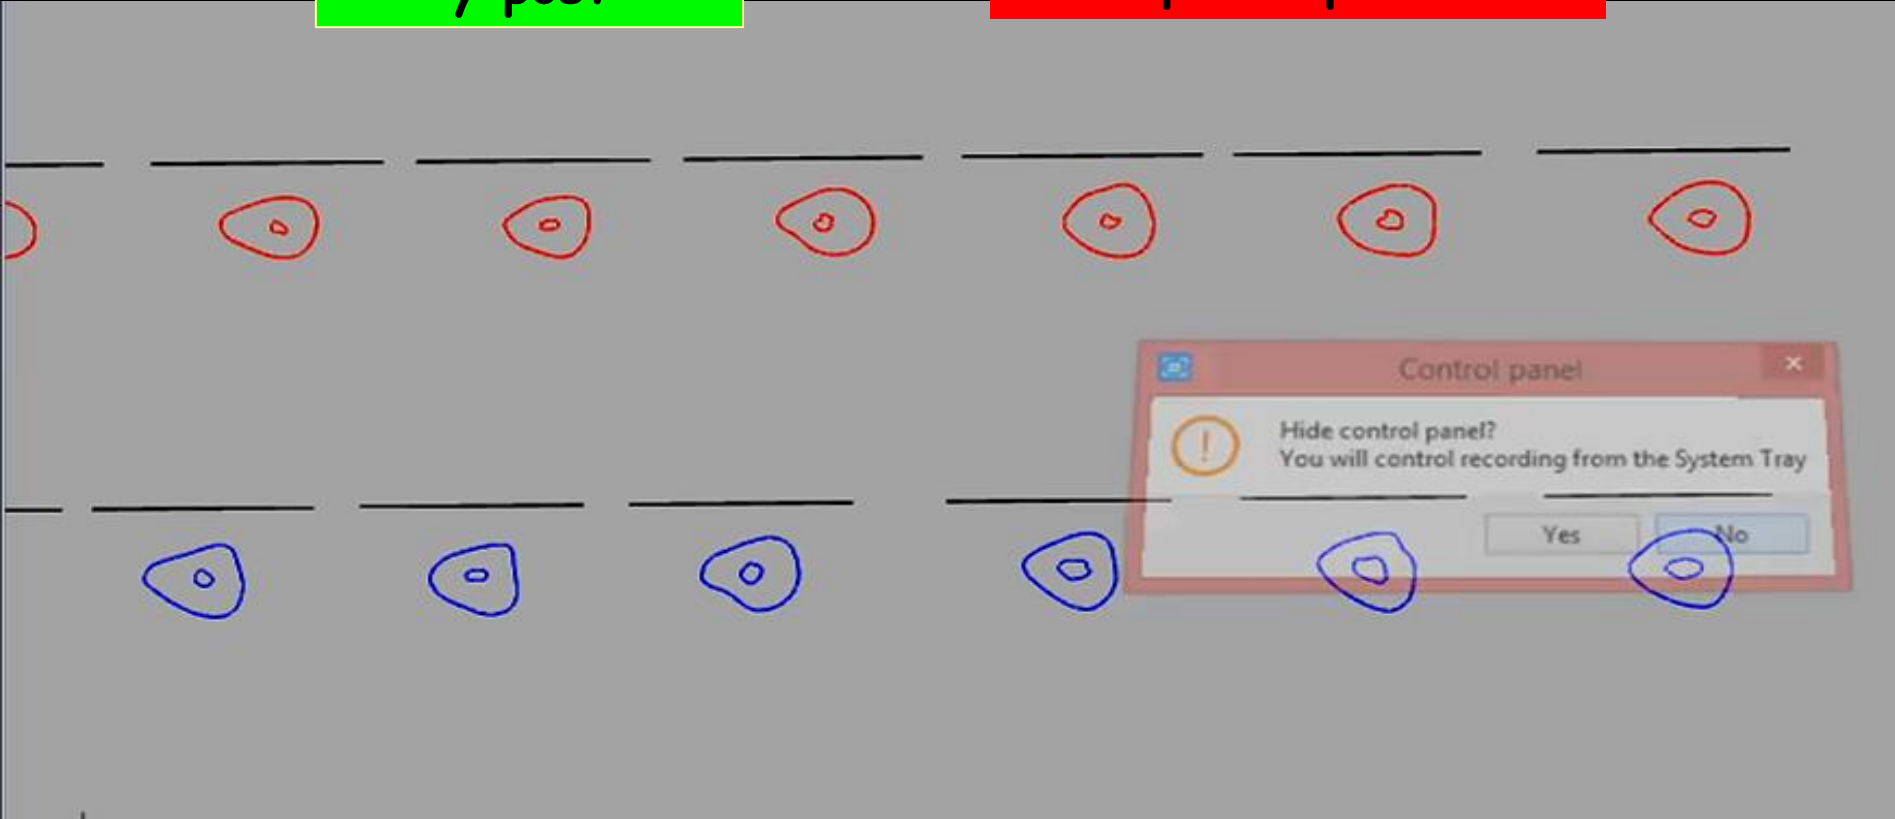 Control panel
Hide control panel?
You will control recording from the System Tray
Yes
No